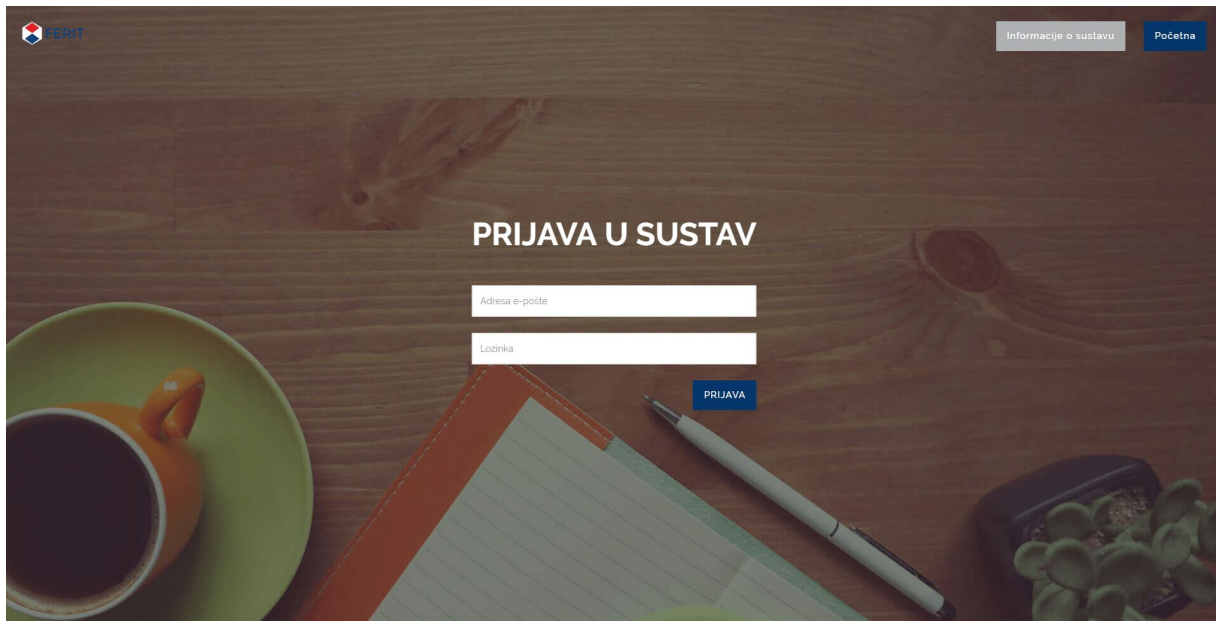 FERIT
Informacije o sustavu
Početna
PRIJAVA U SUSTAV
Adresa e-pošte
Lozinka
PRIJAVA